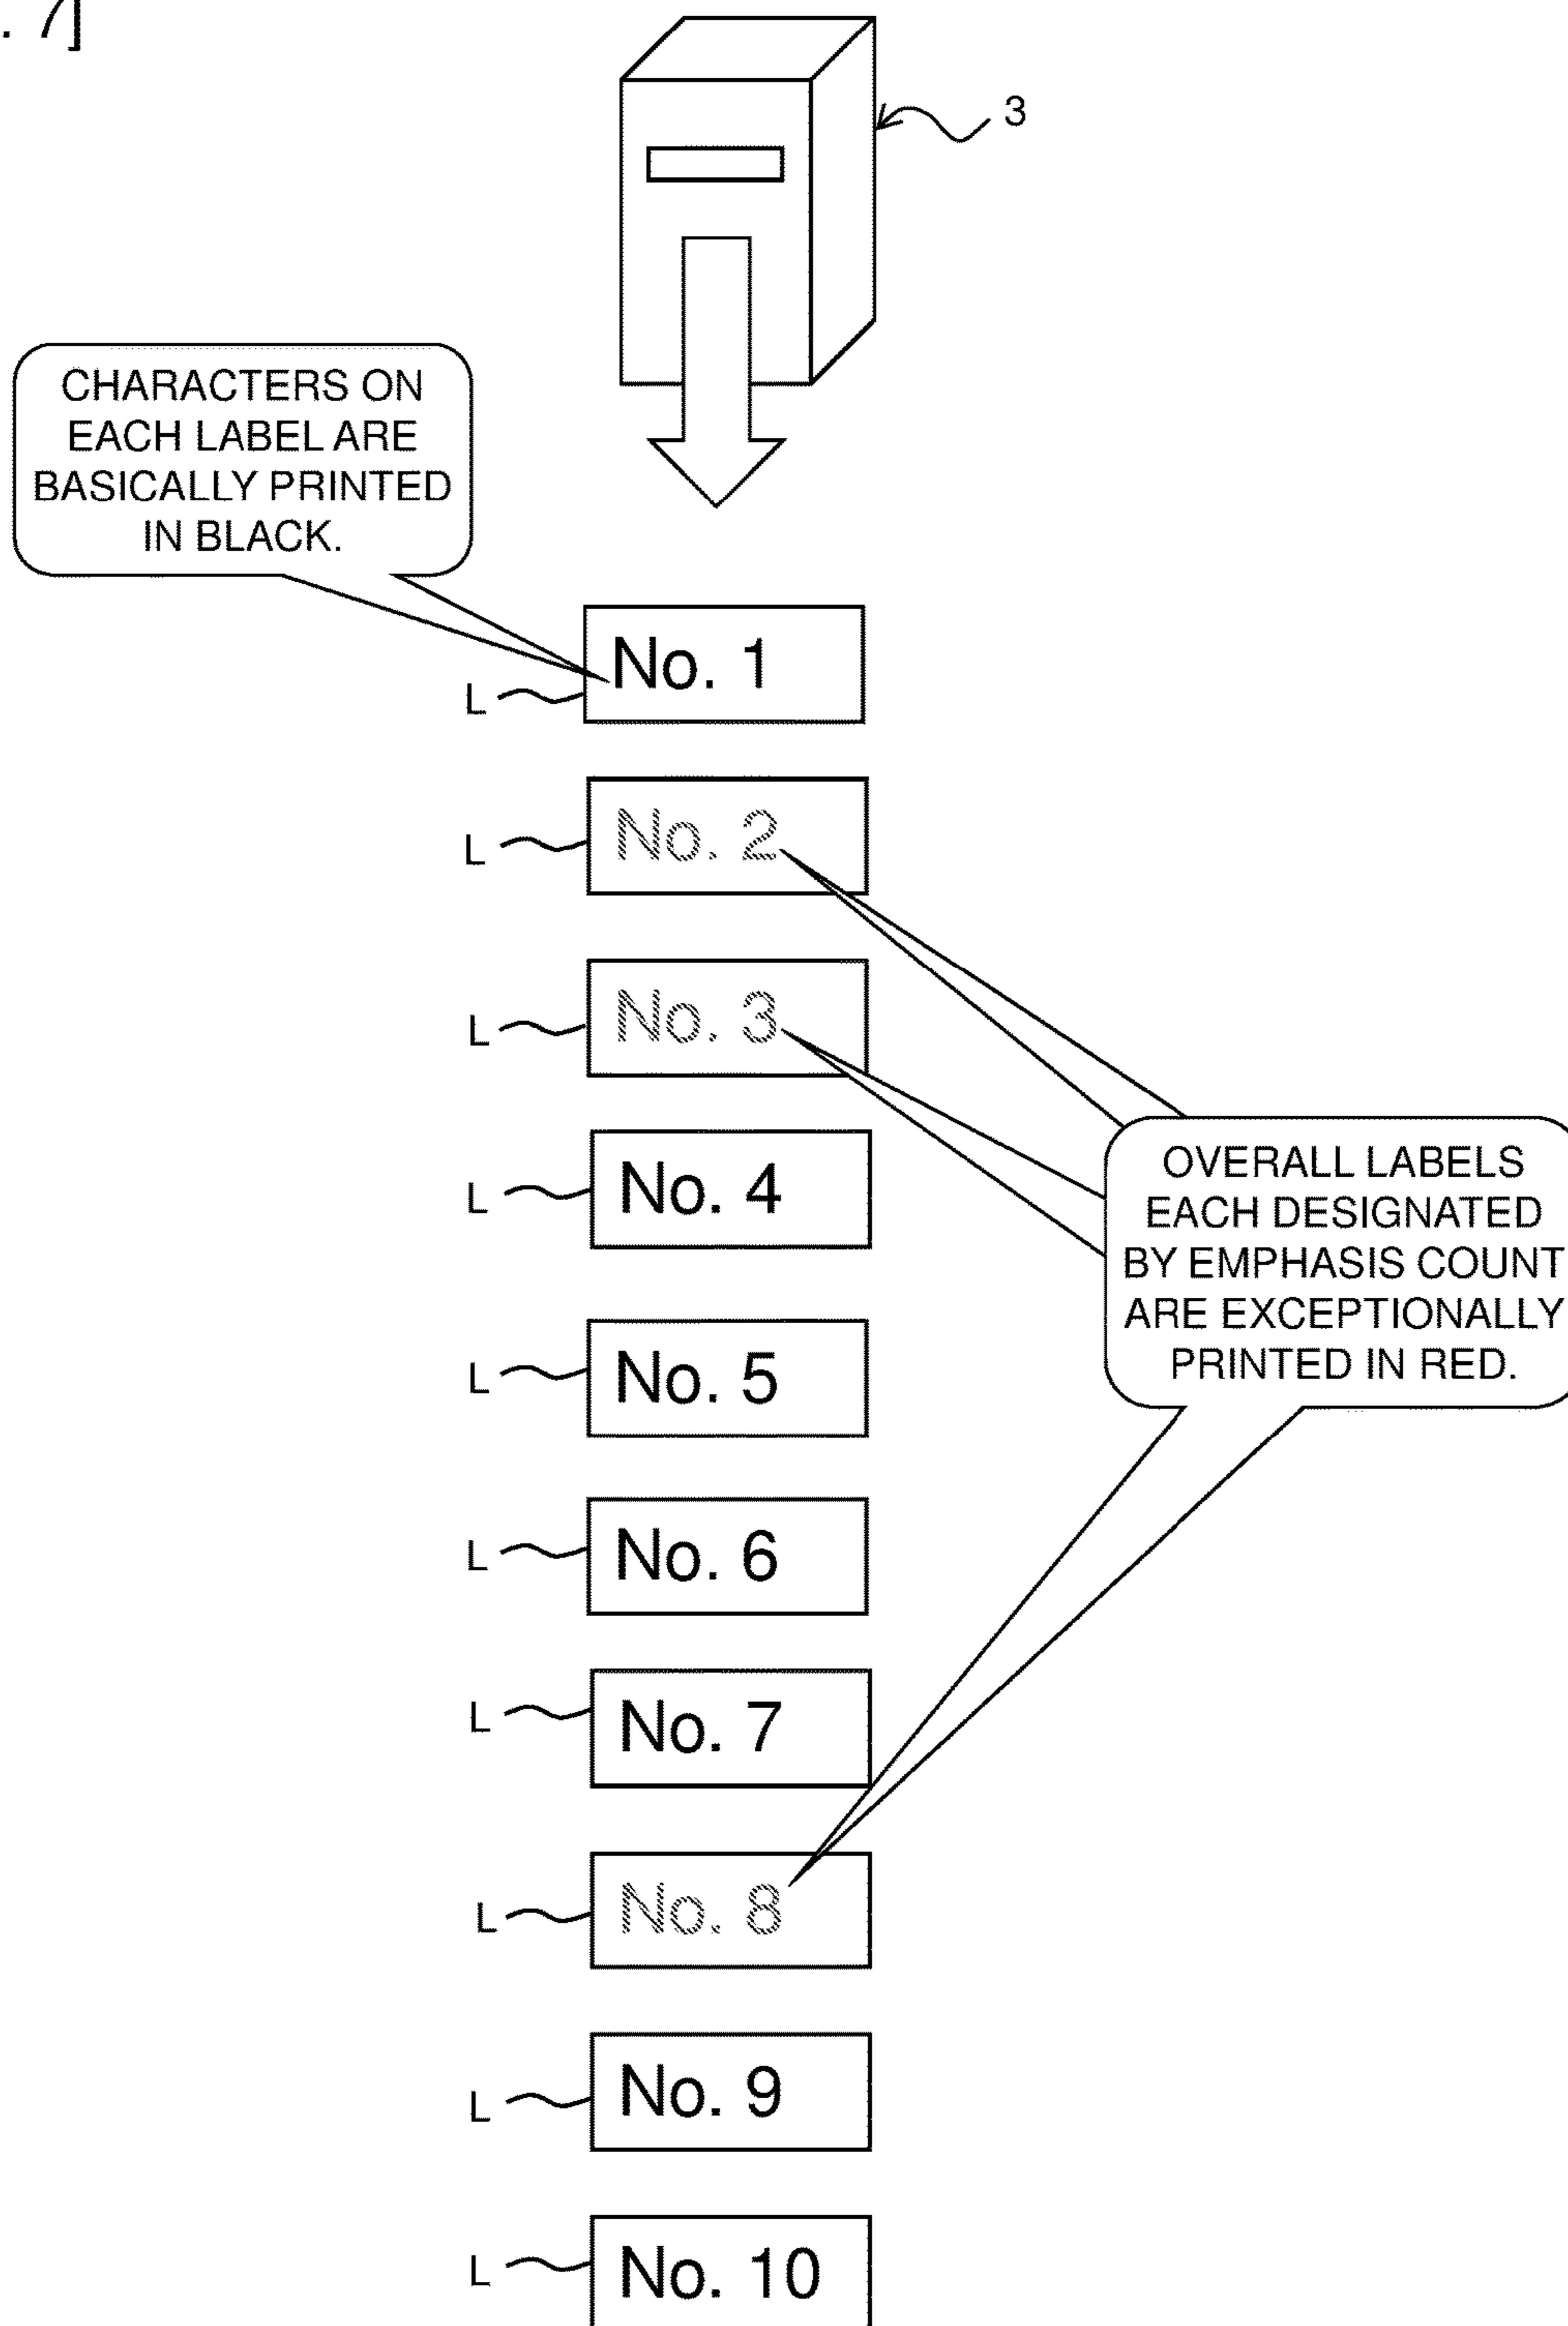 . 7]
3
CHARACTERS ON
EACH LABEL ARE
BASICALLY PRINTED
IN BLACK.
No. 1
L
No. 2
L
No. 3
L
No. 4
L
OVERALL LABELS
EACH DESIGNATED
BY EMPHASIS COUNT
ARE EXCEPTIONALLY
PRINTED IN RED.
No. 5
L
No. 6
L
No. 7
L
No. 8
L
No. 9
L
No. 10
L